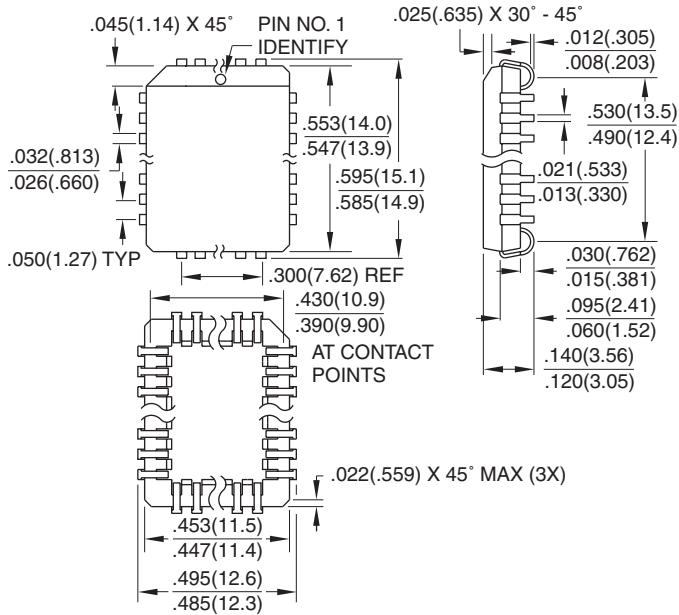 .045(1.14) X 45˚
PIN NO. 1
IDENTIFY
.025(.635) X 30˚ - 45˚
.012(.305)
.008(.203)
.553(14.0)
.547(13.9)
.595(15.1)
.585(14.9)
.032(.813)
.026(.660)
.530(13.5)
.490(12.4)
.021(.533)
.013(.330)
.050(1.27) TYP
.300(7.62) REF
.430(10.9)
.390(9.90)
AT CONTACT
POINTS
.030(.762)
.015(.381)
.095(2.41)
.060(1.52)
.140(3.56)
.120(3.05)
.022(.559) X 45˚ MAX (3X)
.453(11.5)
.447(11.4)
.495(12.6)
.485(12.3)